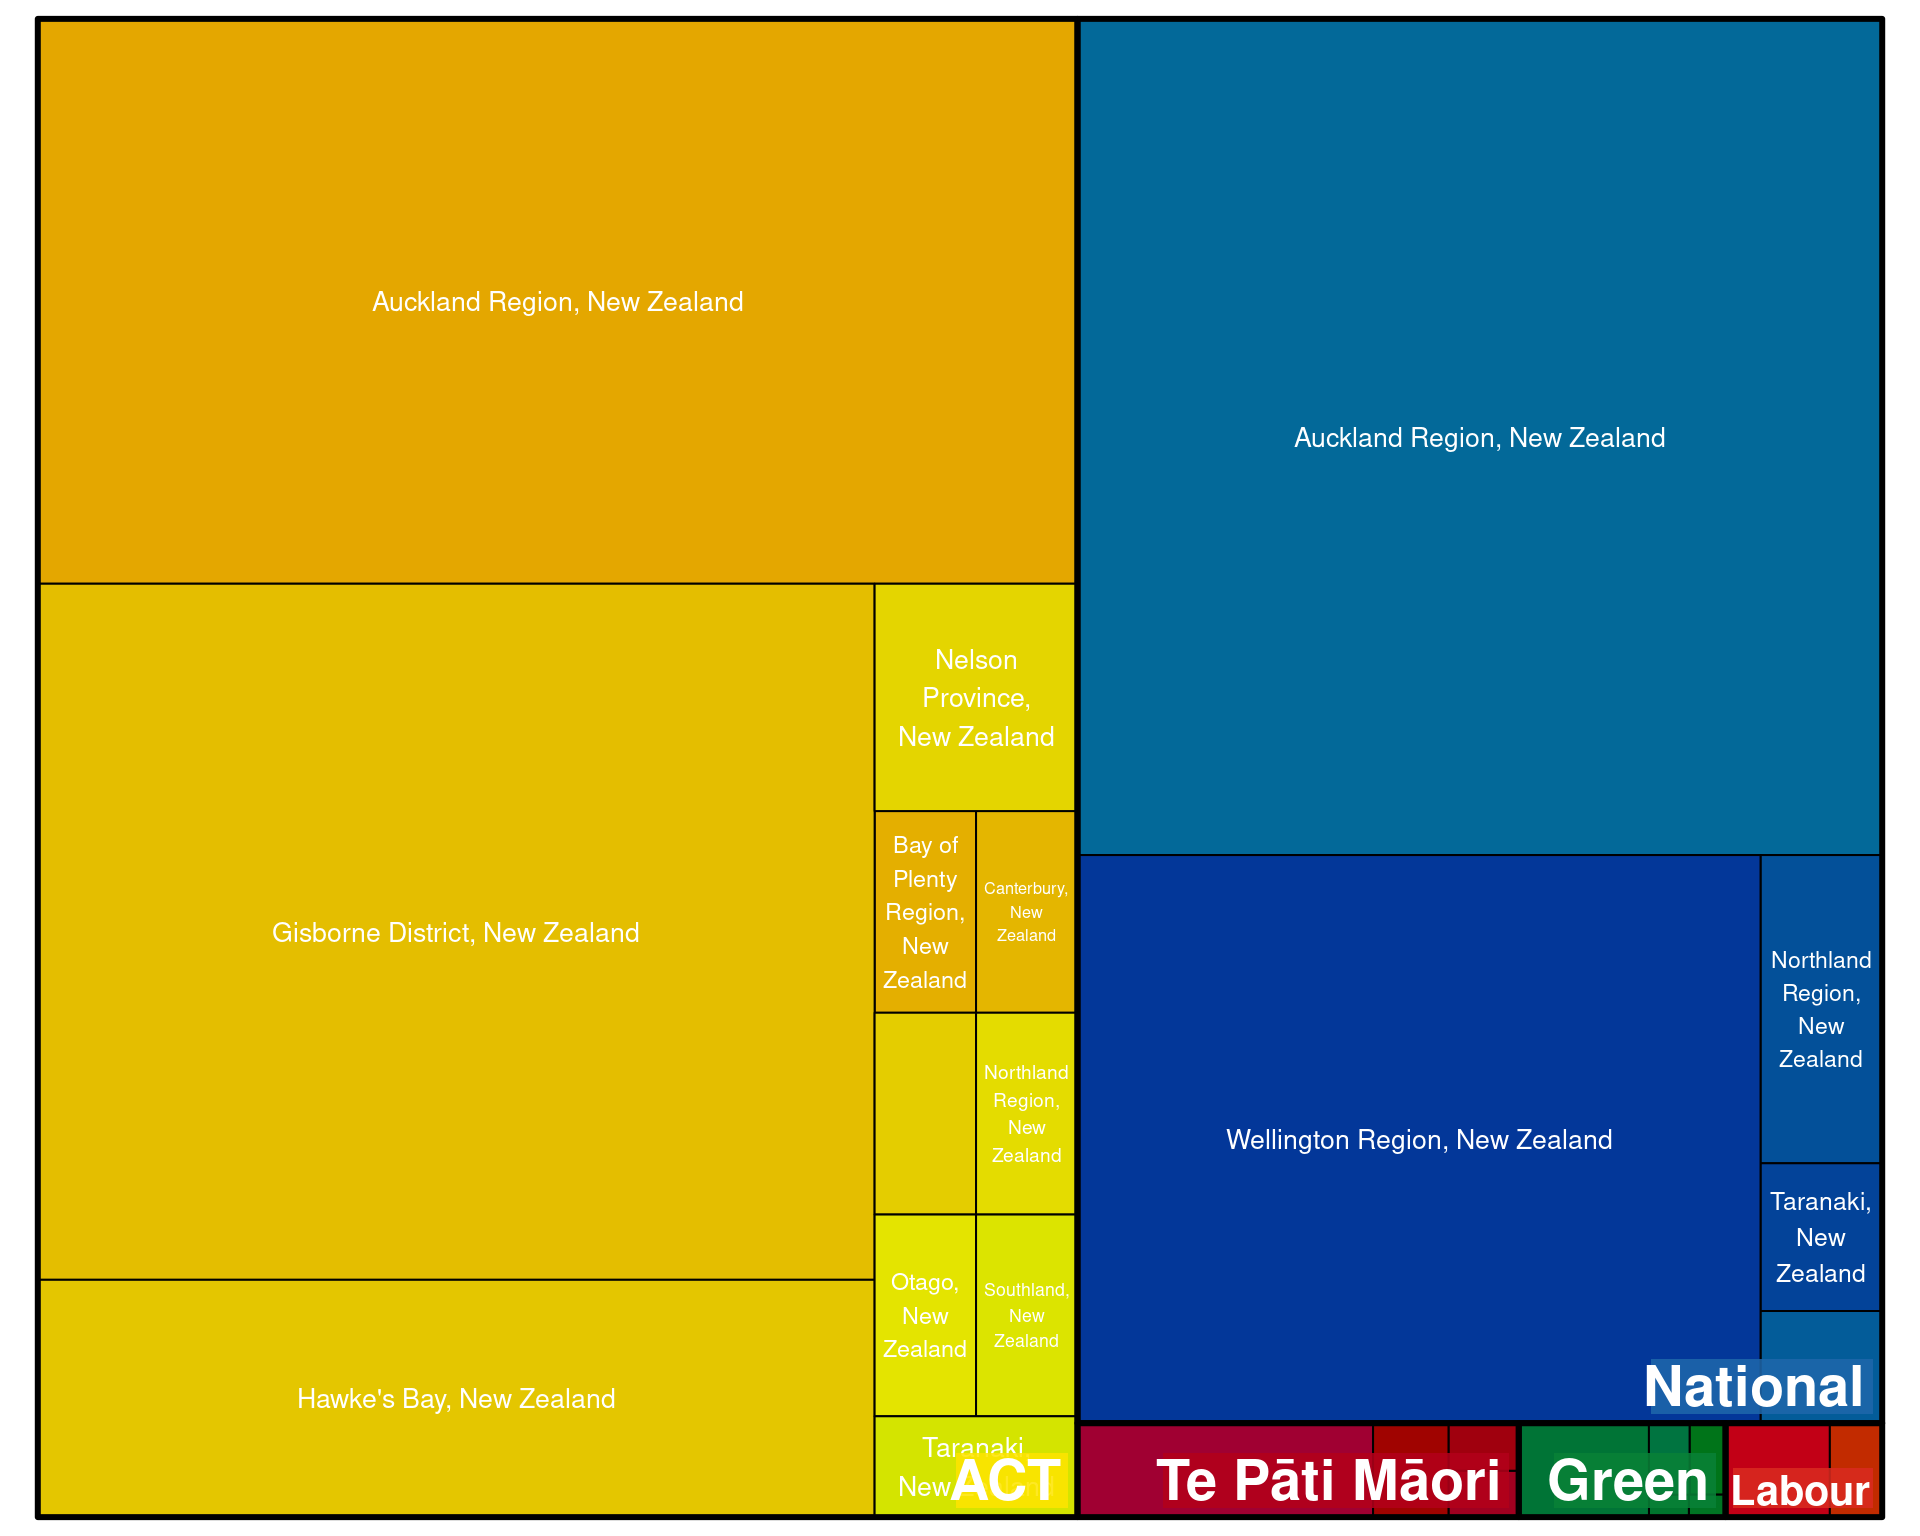 Auckland Region, New Zealand
Gisborne District, New Zealand
Hawke's Bay, New Zealand
Nelson
Province,
New Zealand
Bay of
Plenty
Region,
New
Zealand
Canterbury,
New
Zealand
Northland
Region,
New
Zealand
Otago,
New
Zealand
Southland,
New
Zealand
Taranaki
New
ACT
Auckland Region, New Zealand
Wellington Region, New Zealand
Northland
Region,
New
Zealand
Taranaki,
New
Zealand
National
Te Pāti Māori
Green
Labour